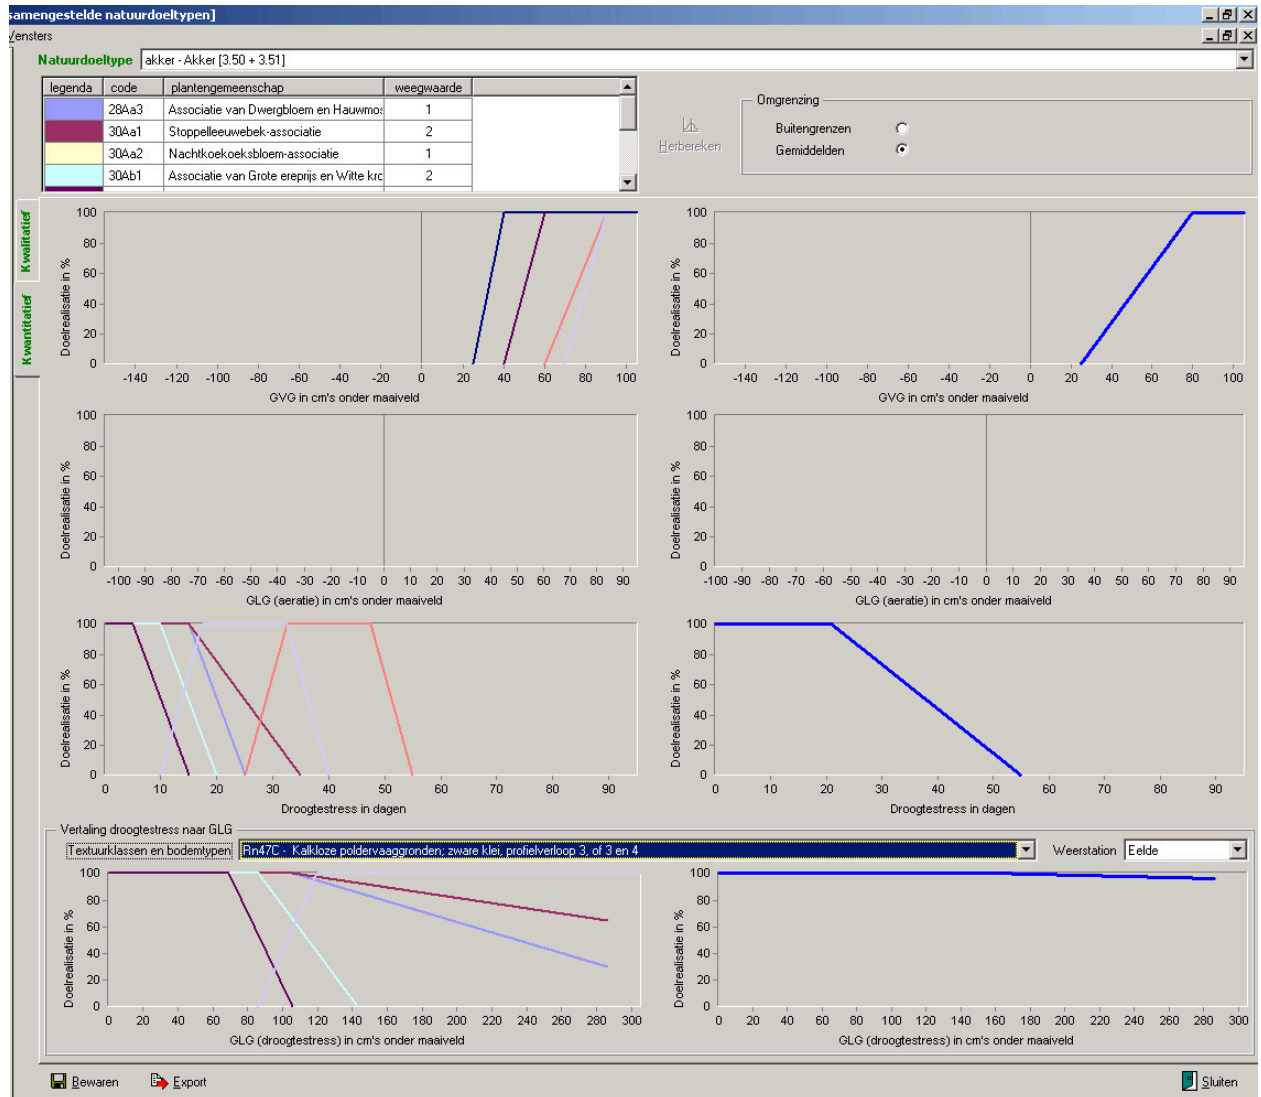 samengestelde natuurdoeltypen]
Vensters
Natuurdoeltype akker - Akker [3.50 + 3.51]
legenda code plantengemeenschap weegwaarde
28Aa3 Associatie van Dwergbloem en Hauwmos 1
30Aa1 Stoppelleeuwebek-associatie 2
30Aa2 Nachtkoekoeksbloem-associatie 1
30Ab1 Associatie van Grote ereprijs en Witte krc 2
Herbereken
Omgrenzing
Buitengrenzen
Gemiddelden
Kwalitatief
Kwantitatief
Doelrealisatie in %
100
80
60
40
20
0
-140 -120 -100 -80 -60 -40 -20 0 20 40 60 80 100
GVG in cm's onder maaiveld
Doelrealisatie in %
100
80
60
40
20
0
-140 -120 -100 -80 -60 -40 -20 0 20 40 60 80 100
GVG in cm's onder maaiveld
Doelrealisatie in %
100
80
60
40
20
0
-100 -90 -80 -70 -60 -50 -40 -30 -20 -10 0 10 20 30 40 50 60 70 80 90
GLG (aeratie) in cm's onder maaiveld
Doelrealisatie in %
100
80
60
40
20
0
-100 -90 -80 -70 -60 -50 -40 -30 -20 -10 0 10 20 30 40 50 60 70 80 90
GLG (aeratie) in cm's onder maaiveld
Doelrealisatie in %
100
80
60
40
20
0
0 10 20 30 40 50 60 70 80 90
Droogtestress in dagen
Doelrealisatie in %
100
80
60
40
20
0
0 10 20 30 40 50 60 70 80 90
Droogtestress in dagen
Vertaling droogtestress naar GLG
Textuurklassen en bodemtypen Rn47C - Kalkloze poldervaaggronden; zware klei, profielverloop 3, of 3 en 4 Weerstation Eelde
Doelrealisatie in %
100
80
60
40
20
0
0 20 40 60 80 100 120 140 160 180 200 220 240 260 280 300
GLG (droogtestress) in cm's onder maaiveld
Doelrealisatie in %
100
80
60
40
20
0
0 20 40 60 80 100 120 140 160 180 200 220 240 260 280 300
GLG (droogtestress) in cm's onder maaiveld
Bewaren Export Sluiten